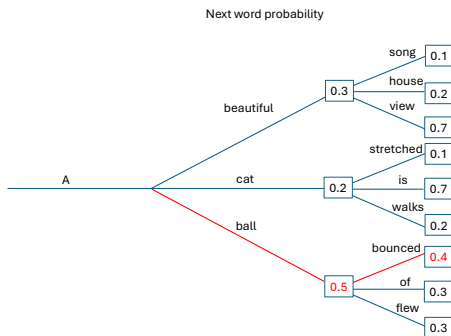 Next word probability
song
0.1
house
0.3
0.2
beautiful
view
0.7
stretched
0.1
A
cat
0.2
is
0.7
walks
0.2
ball
bounced
0.4
0.5
of
0.3
flew
0.3